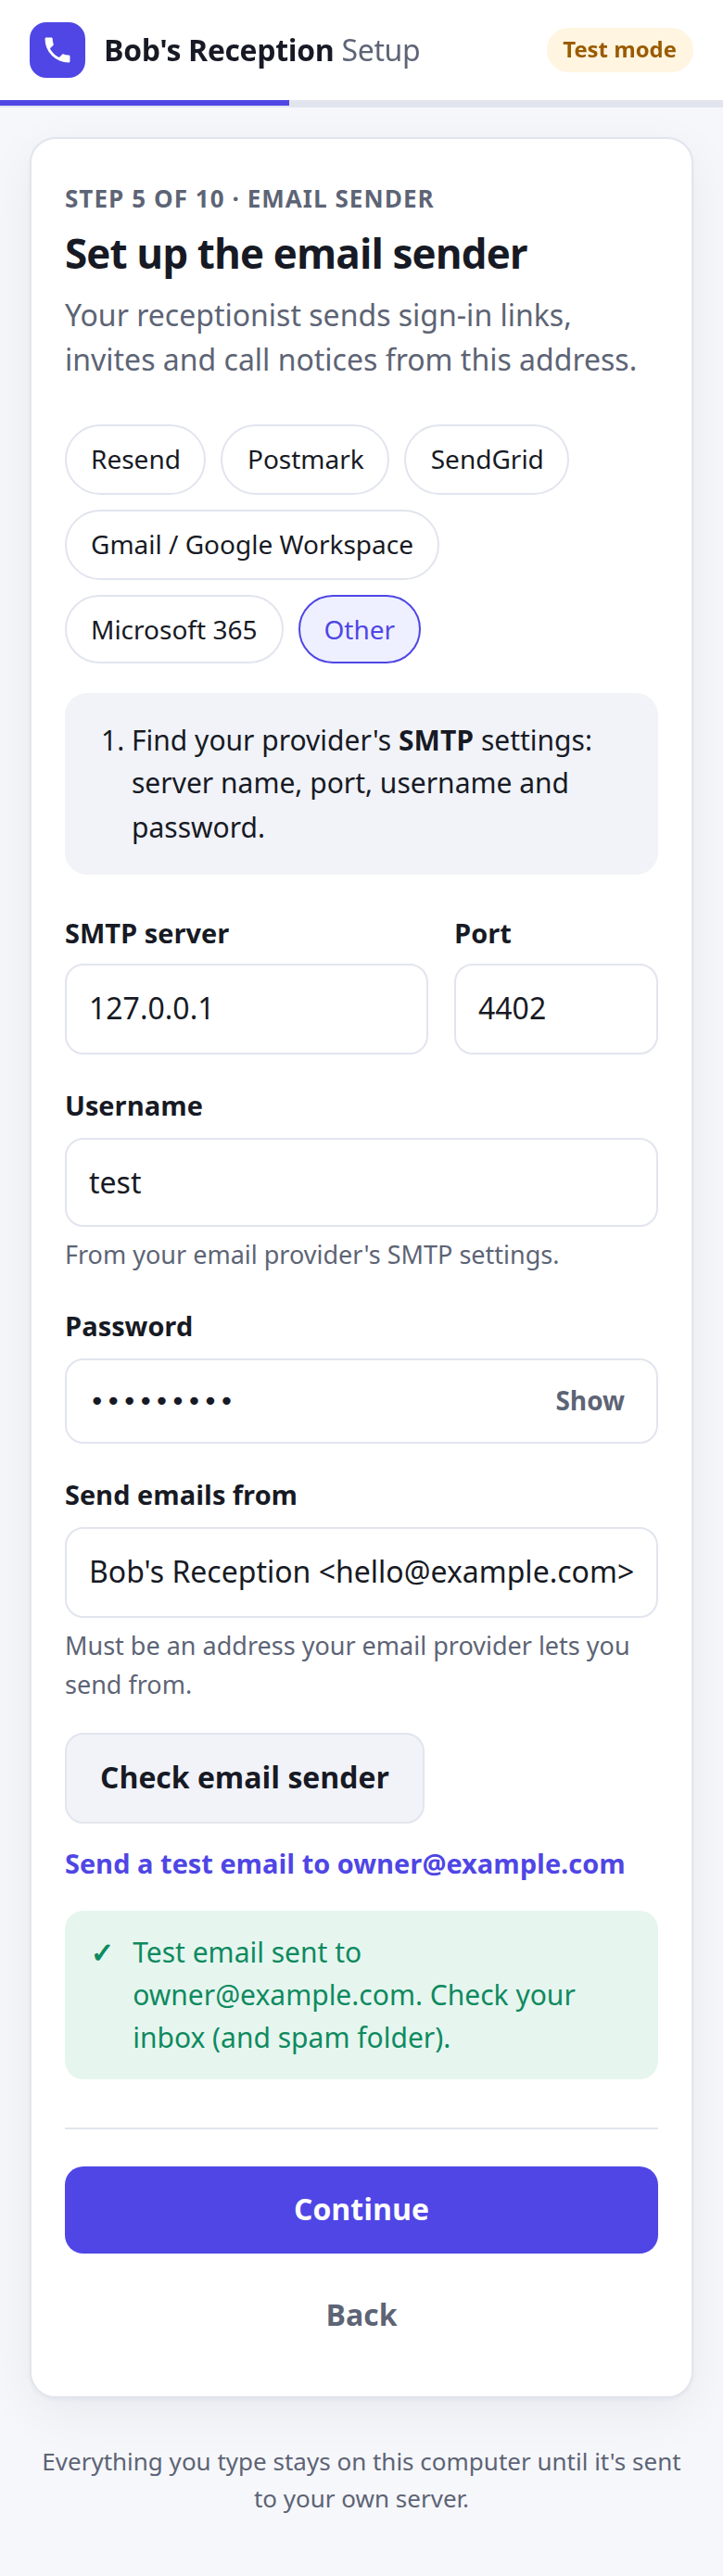 Bob's Reception Setup
Test mode
STEP 5 OF 10 · EMAIL SENDER
Set up the email sender
Your receptionist sends sign-in links,
invites and call notices from this address.
Resend
Postmark
SendGrid
Gmail / Google Workspace
Microsoft 365
Other
1. Find your provider's SMTP settings:
server name, port, username and
password.
SMTP server
Port
127.0.0.1
4402
Username
test
From your email provider's SMTP settings.
Password
•••••••••
Show
Send emails from
Bob's Reception <hello@example.com>
Must be an address your email provider lets you
send from.
Check email sender
Send a test email to owner@example.com
✓ Test email sent to
owner@example.com. Check your
inbox (and spam folder).
Continue
Back
Everything you type stays on this computer until it's sent
to your own server.